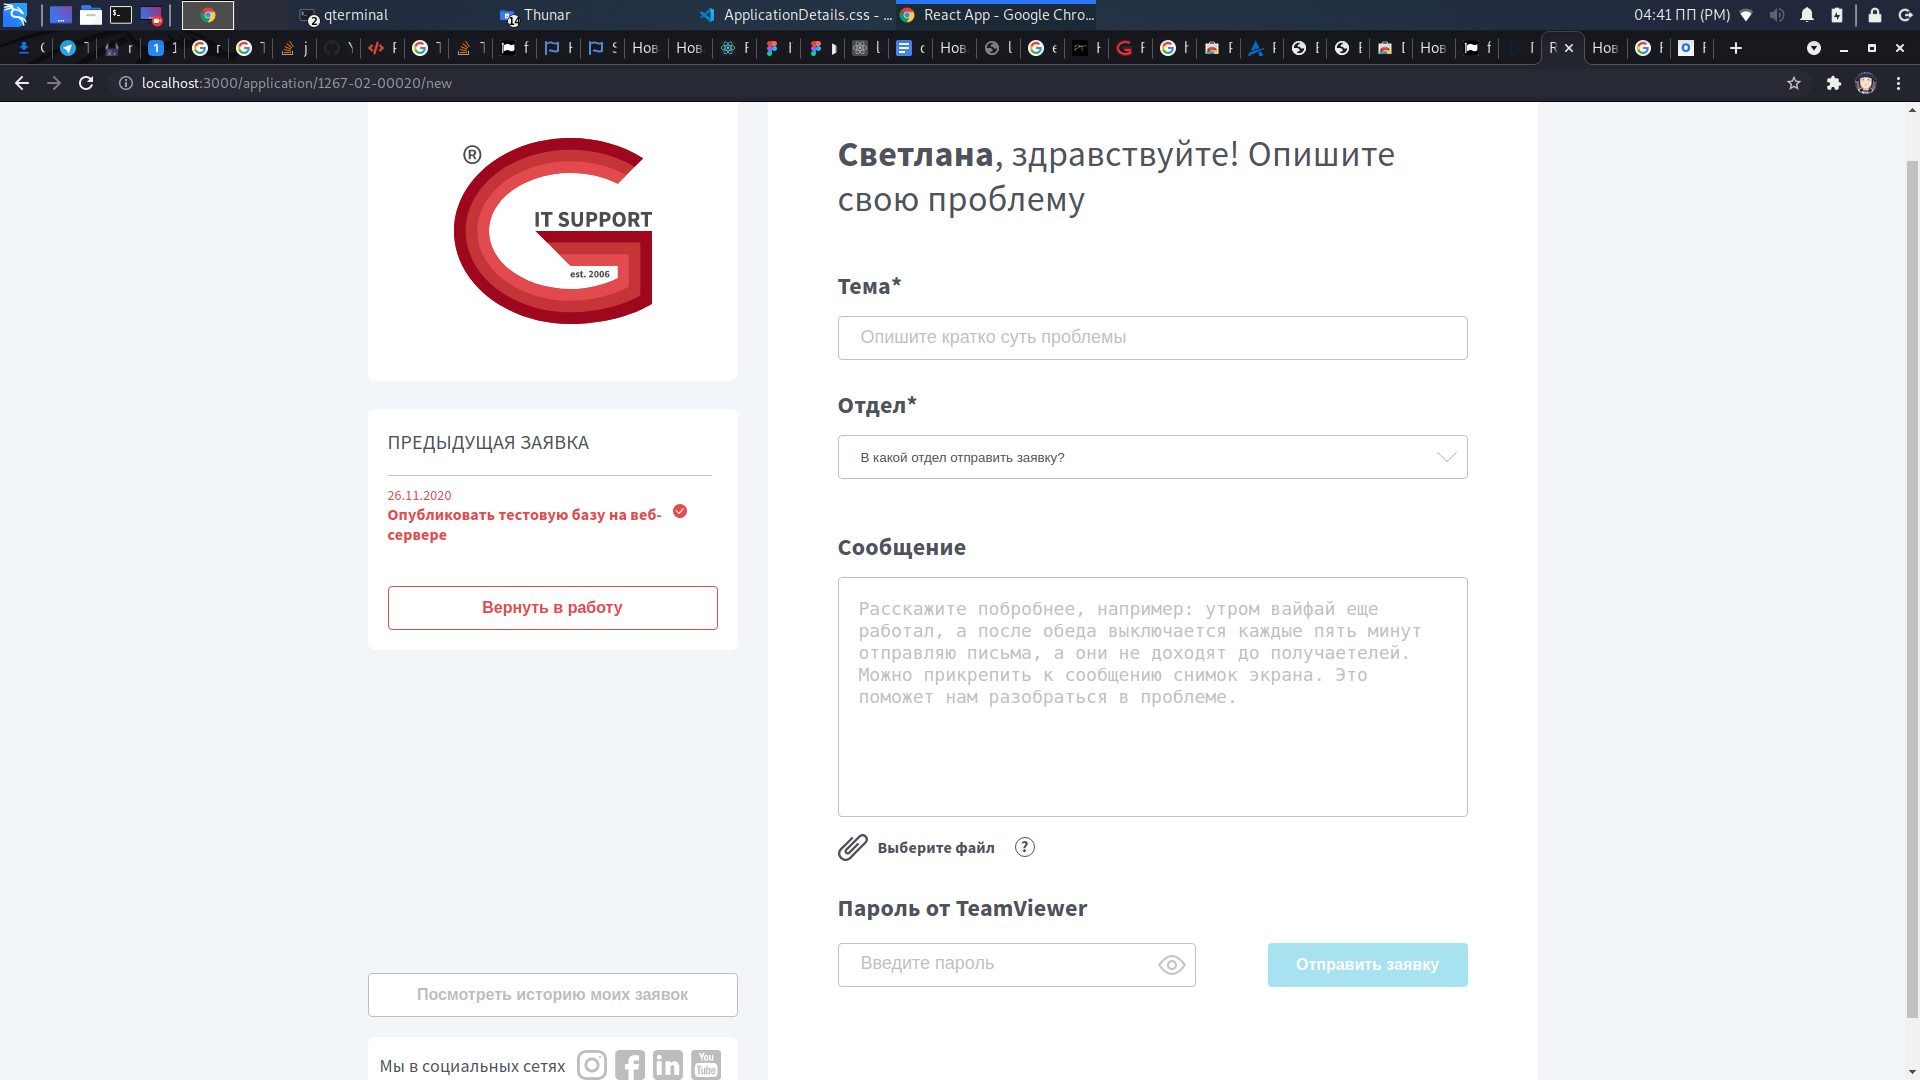 qterminal
Thunar
ApplicationDetails.css - ...
React App - Google Chro...
04:41 ПП (PM)
localhost:3000/application/1267-02-00020/new
®
IT SUPPORT
est. 2006
ПРЕДЫДУЩАЯ ЗАЯВКА
26.11.2020
Опубликовать тестовую базу на веб-
сервере
Вернуть в работу
Посмотреть историю моих заявок
Мы в социальных сетях
You
Tube
Светлана, здравствуйте! Опишите
свою проблему
Тема*
Опишите кратко суть проблемы
Отдел*
В какой отдел отправить заявку?
Сообщение
Расскажите побробнее, например: утром вайфай еще
работал, а после обеда выключается каждые пять минут
отправляю письма, а они не доходят до получаетелей.
Можно прикрепить к сообщению снимок экрана. Это
поможет нам разобраться в проблеме.
Выберите файл
?
Пароль от TeamViewer
Введите пароль
Отправить заявку